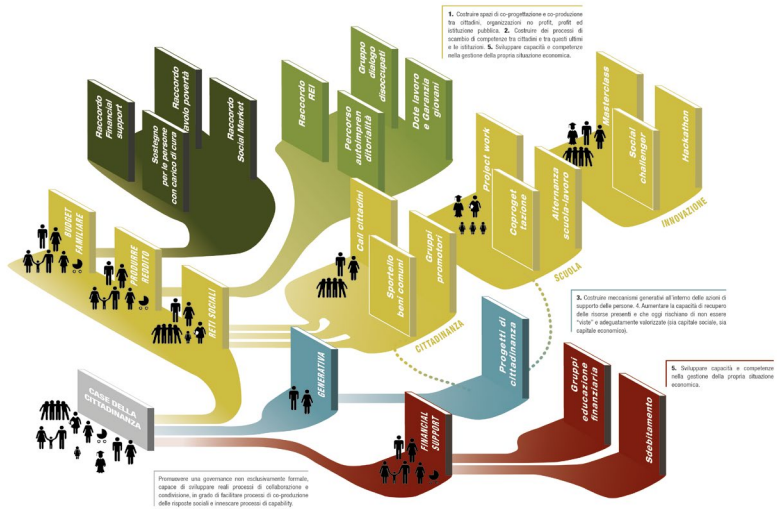 1. Costruire spazi di co-progettazione e co-produzione
tra cittadini, organizzazioni no profit, profit ed
istituzione pubblica. 2. Costruire dei processi di
scambio di competenze tra cittadini e tra questi ultimi
e le istituzioni. 5. Sviluppare capacità e competenze
nella gestione della propria situazione economica.
Raccordo
Financial
support
Sostegno
per le persone
con carico di cura
Raccordo
tavolo povertà
Raccordo
Social Market
Raccordo
REI
Percorso
autoimpren
ditorialità
Gruppo
dialogo
disoccupati
Dote lavoro
e Garanzia
giovani
Masterclass
Social
challenger
Hackathon
INNOVAZIONE
Project work
Coproget
tazione
Alternanza
scuola-lavoro
SCUOLA
Call cittadini
Sportello
beni comuni
Gruppi
promotori
CITTADINANZA
BUDGET
FAMILIARE
PRODURRE
REDDITO
RETI SOCIALI
3. Costruire meccanismi generativi all'interno delle azioni di
supporto delle persone. 4. Aumentare la capacità di recupero
delle risorse presenti e che oggi rischiano di non essere
"viste" e adeguatamente valorizzate (sia capitale sociale, sia
capitale economico).
GENERATIVA
Progetti di
cittadinanza
5. Sviluppare capacità e competenze
nella gestione della propria situazione
economica.
CASE DELLA
CITTADINANZA
FINANCIAL
SUPPORT
Gruppi
educazione
finanziaria
Sdebitamento
Promuovere una governance non esclusivamente formale,
capace di sviluppare reali processi di collaborazione e
condivisione, in grado di facilitare processi di co-produzione
delle risposte sociali e innescare processi di capability.